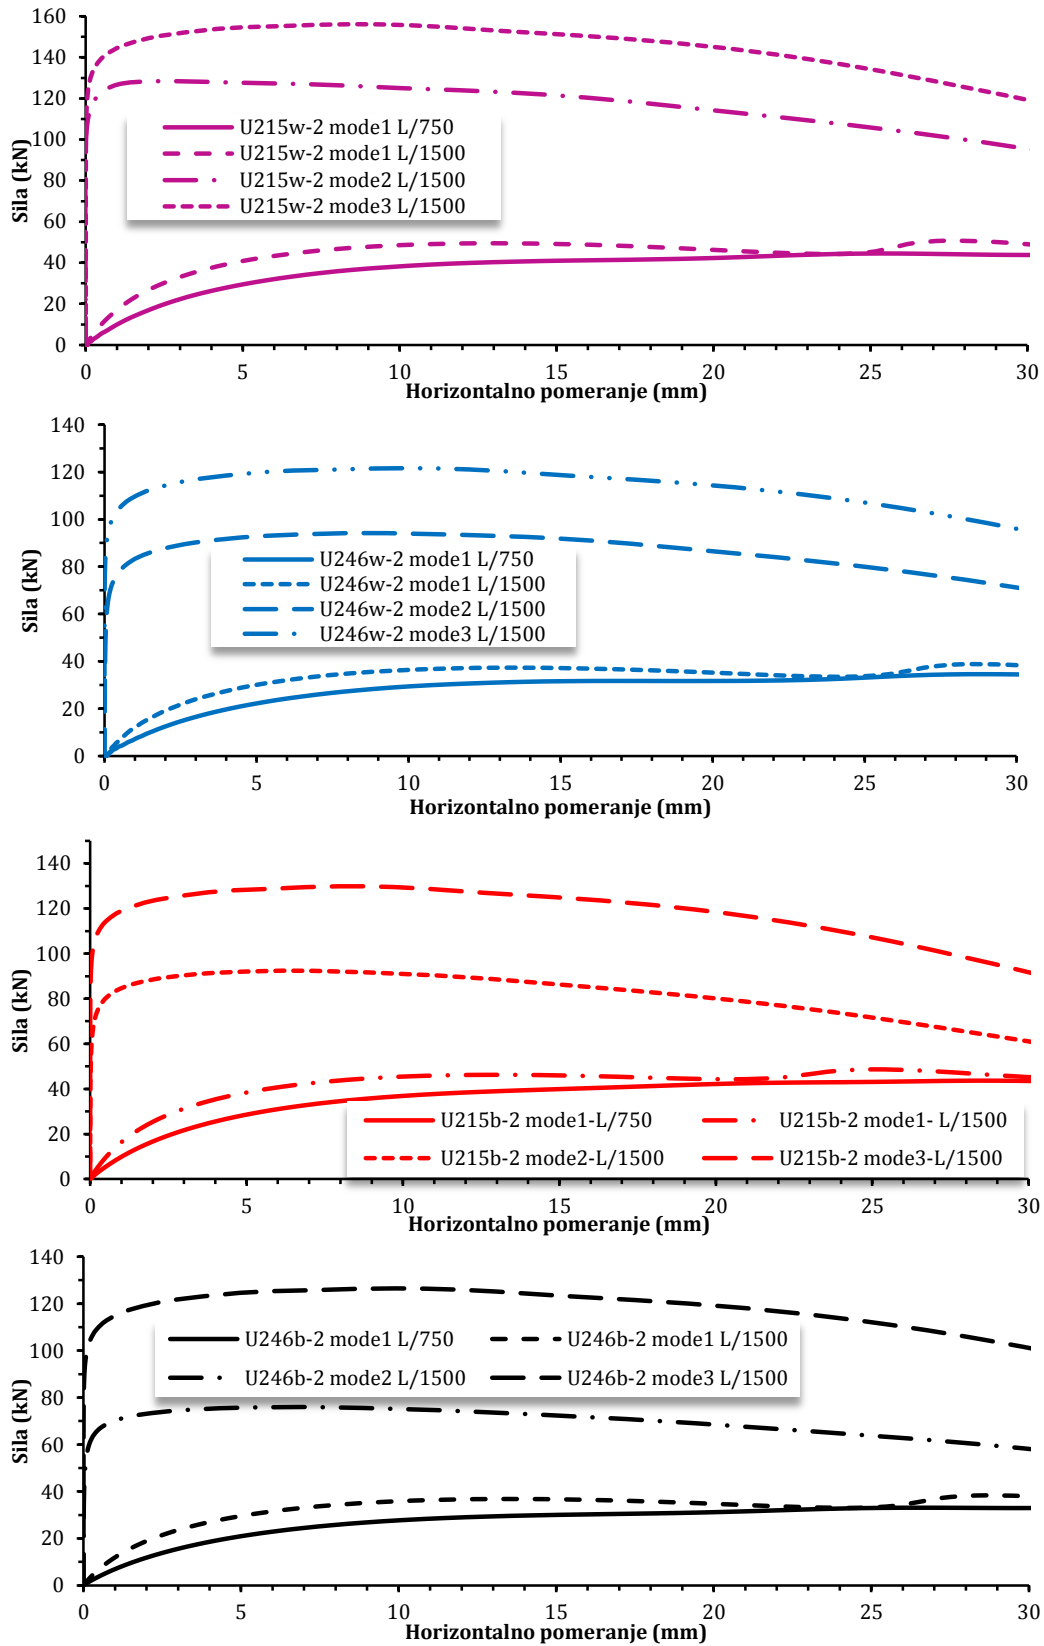 160
140
120
100
80
60
40
20
0
Sila (kN)
U215w-2 mode1 L/750
U215w-2 mode1 L/1500
U215w-2 mode2 L/1500
U215w-2 mode3 L/1500
0 5 10 15 20 25 30
Horizontalno pomeranje (mm)
140
120
100
80
60
40
20
0
Sila (kN)
U246w-2 mode1 L/750
U246w-2 mode1 L/1500
U246w-2 mode2 L/1500
U246w-2 mode3 L/1500
0 5 10 15 20 25 30
Horizontalno pomeranje (mm)
140
120
100
80
60
40
20
0
Sila (kN)
U215b-2 mode1-L/750 U215b-2 mode1- L/1500
U215b-2 mode2-L/1500 U215b-2 mode3-L/1500
0 5 10 15 20 25 30
Horizontalno pomeranje (mm)
140
120
100
80
60
40
20
0
Sila (kN)
U246b-2 mode1 L/750 U246b-2 mode1 L/1500
U246b-2 mode2 L/1500 U246b-2 mode3 L/1500
0 5 10 15 20 25 30
Horizontalno pomeranje (mm)